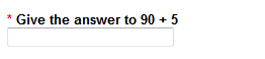 * Give the answer to 90 + 5